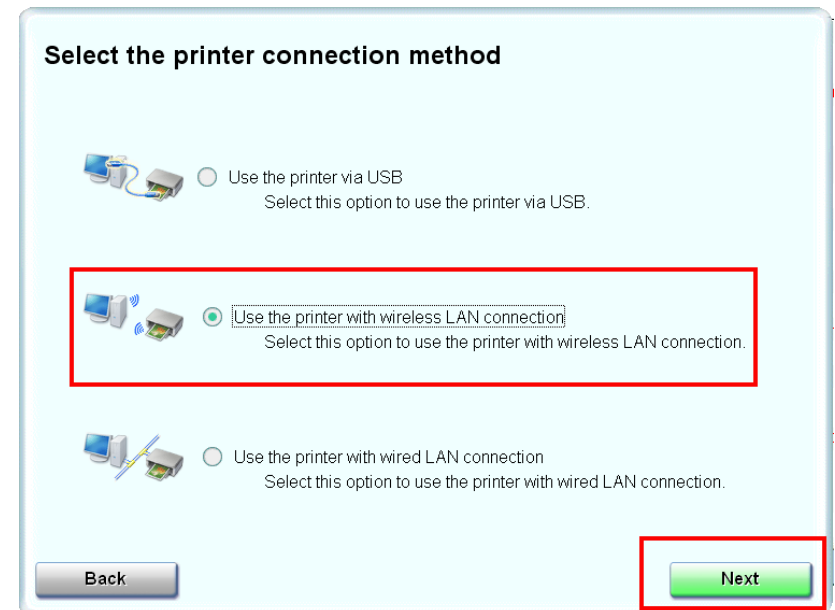 Select the printer connection method
Use the printer via USB
Select this option to use the printer via USB.
Use the printer with wireless LAN connection
Select this option to use the printer with wireless LAN connection.
Use the printer with wired LAN connection
Select this option to use the printer with wired LAN connection.
Back
Next